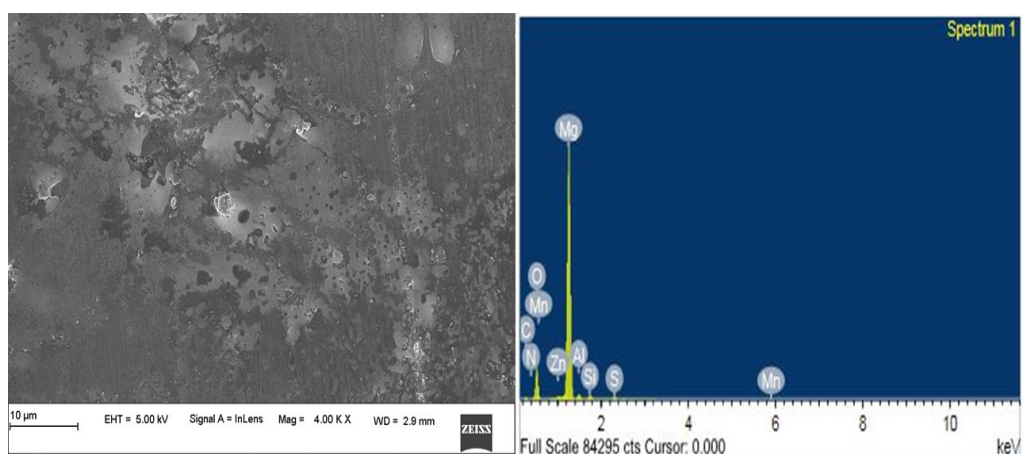 10 µm
EHT = 5.00 kV Signal A = InLens Mag = 4.00 K X WD = 2.9 mm
ZEISS
Spectrum 1
Mg
O
Mn
C
N
Zn
Al
Si
S
Mn
2 4 6 8 10
Full Scale 84295 cts Cursor: 0.000
keV